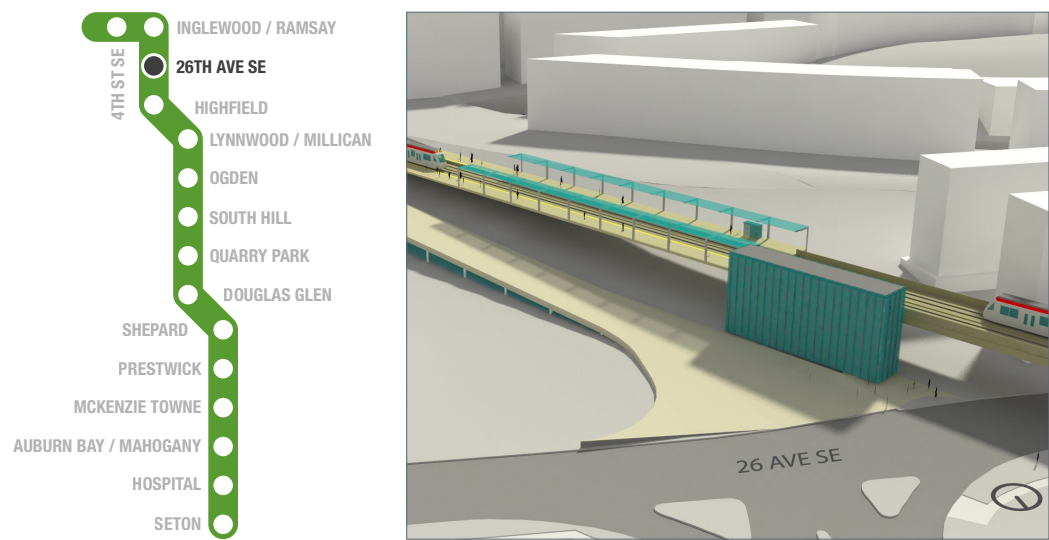 INGLEWOOD / RAMSAY
4TH ST SE
26TH AVE SE
HIGHFIELD
LYNNWOOD / MILLICAN
OGDEN
SOUTH HILL
QUARRY PARK
DOUGLAS GLEN
SHEPARD
PRESTWICK
MCKENZIE TOWNE
AUBURN BAY / MAHOGANY
HOSPITAL
SETON
26 AVE SE